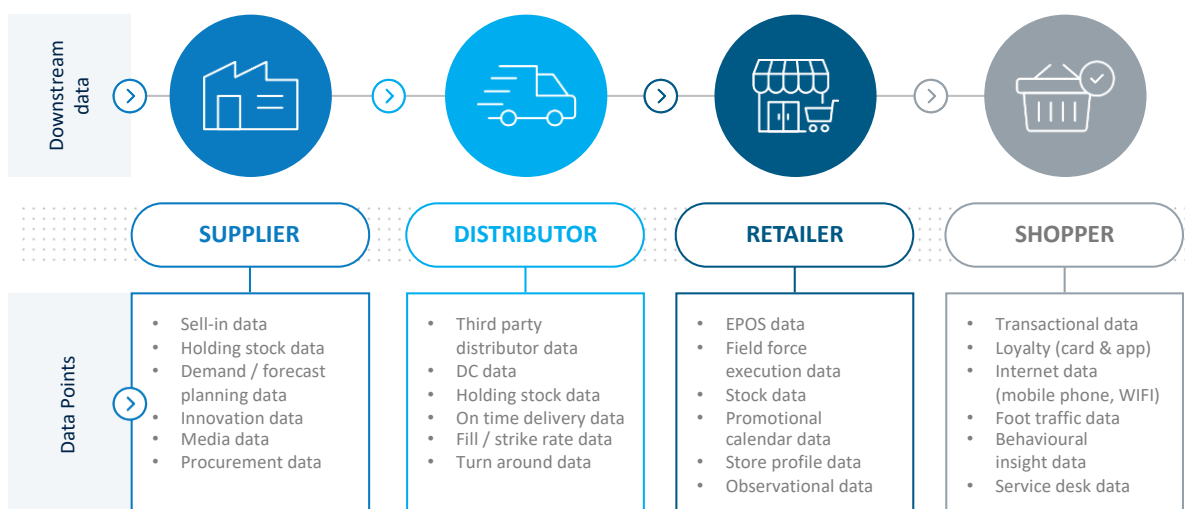 Downstream
data
SUPPLIER
DISTRIBUTOR
RETAILER
SHOPPER
Data Points
• Sell-in data
• Holding stock data
• Demand / forecast
planning data
• Innovation data
• Media data
• Procurement data
• Third party
distributor data
• DC data
• Holding stock data
• On time delivery data
• Fill / strike rate data
• Turn around data
• EPOS data
• Field force
execution data
• Stock data
• Promotional
calendar data
• Store profile data
• Observational data
• Transactional data
• Loyalty (card & app)
• Internet data
(mobile phone, WIFI)
• Foot traffic data
• Behavioural
insight data
• Service desk data